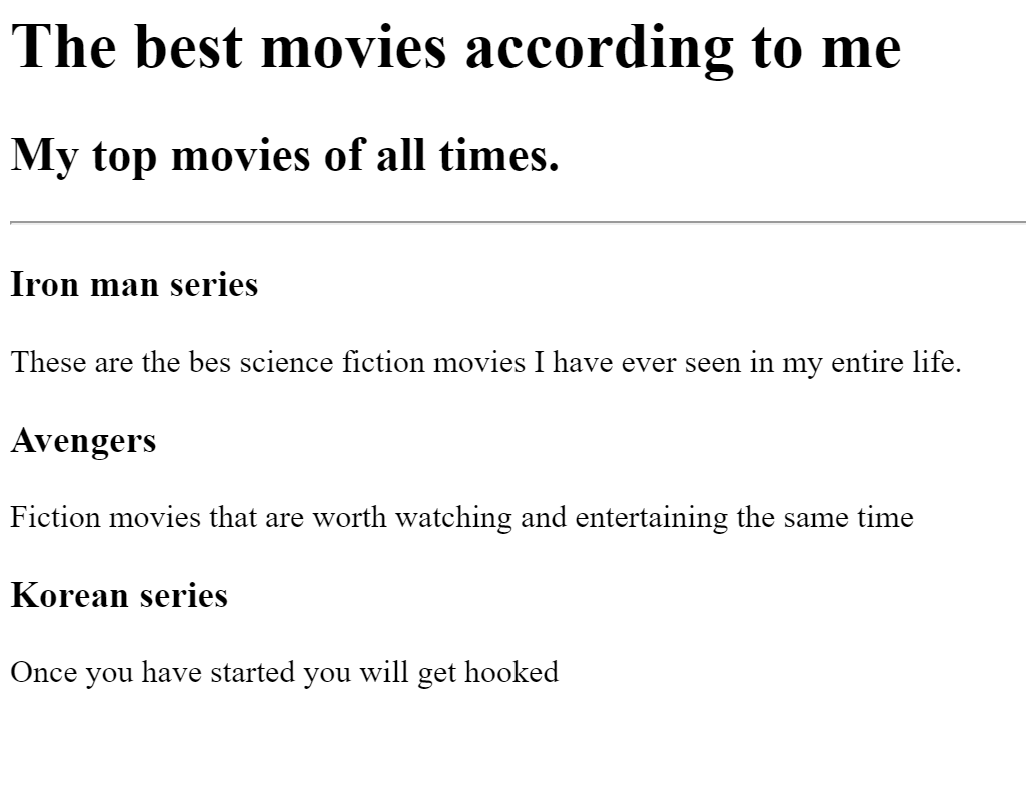 The best movies according to me
My top movies of all times.
Iron man series
These are the bes science fiction movies I have ever seen in my entire life.
Avengers
Fiction movies that are worth watching and entertaining the same time
Korean series
Once you have started you will get hooked